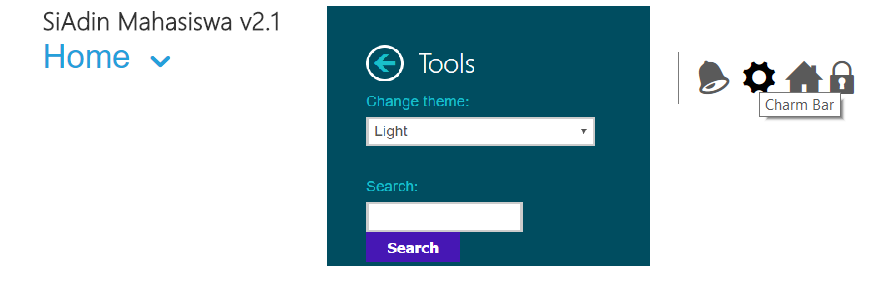 SiAdin Mahasiswa v2.1
Home
Tools
Change theme:
Light
Search:
Search
Charm Bar